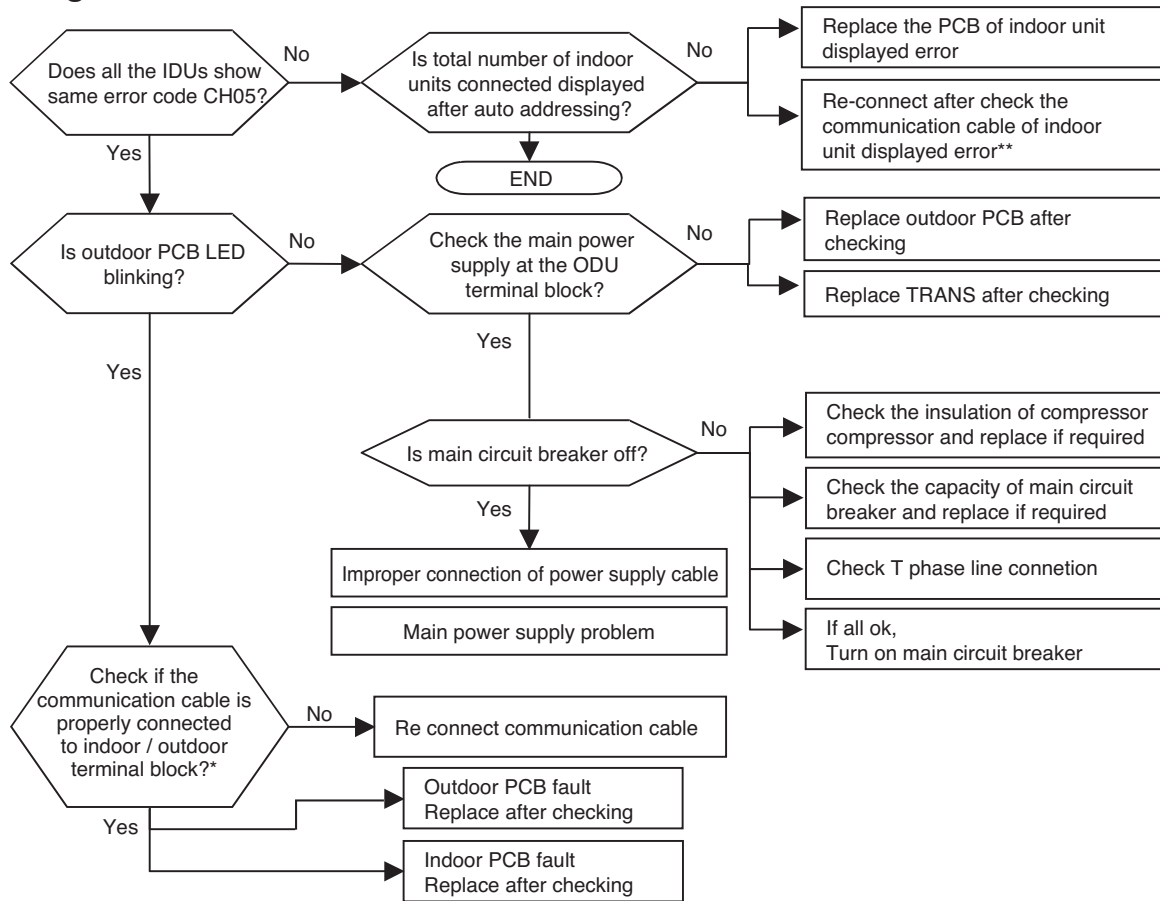 Does all the IDUs show
same error code CH05?
No
Is total number of indoor
units connected displayed
after auto addressing?
No
Replace the PCB of indoor unit
displayed error
Re-connect after check the
communication cable of indoor
unit displayed error**
Yes
END
Is outdoor PCB LED
blinking?
No
Check the main power
supply at the ODU
terminal block?
No
Replace outdoor PCB after
checking
Replace TRANS after checking
Yes
Yes
Is main circuit breaker off?
No
Check the insulation of compressor
compressor and replace if required
Check the capacity of main circuit
breaker and replace if required
Check T phase line connetion
If all ok,
Turn on main circuit breaker
Yes
Improper connection of power supply cable
Main power supply problem
Check if the
communication cable is
properly connected
to indoor / outdoor
terminal block?*
No
Re connect communication cable
Yes
Outdoor PCB fault
Replace after checking
Indoor PCB fault
Replace after checking